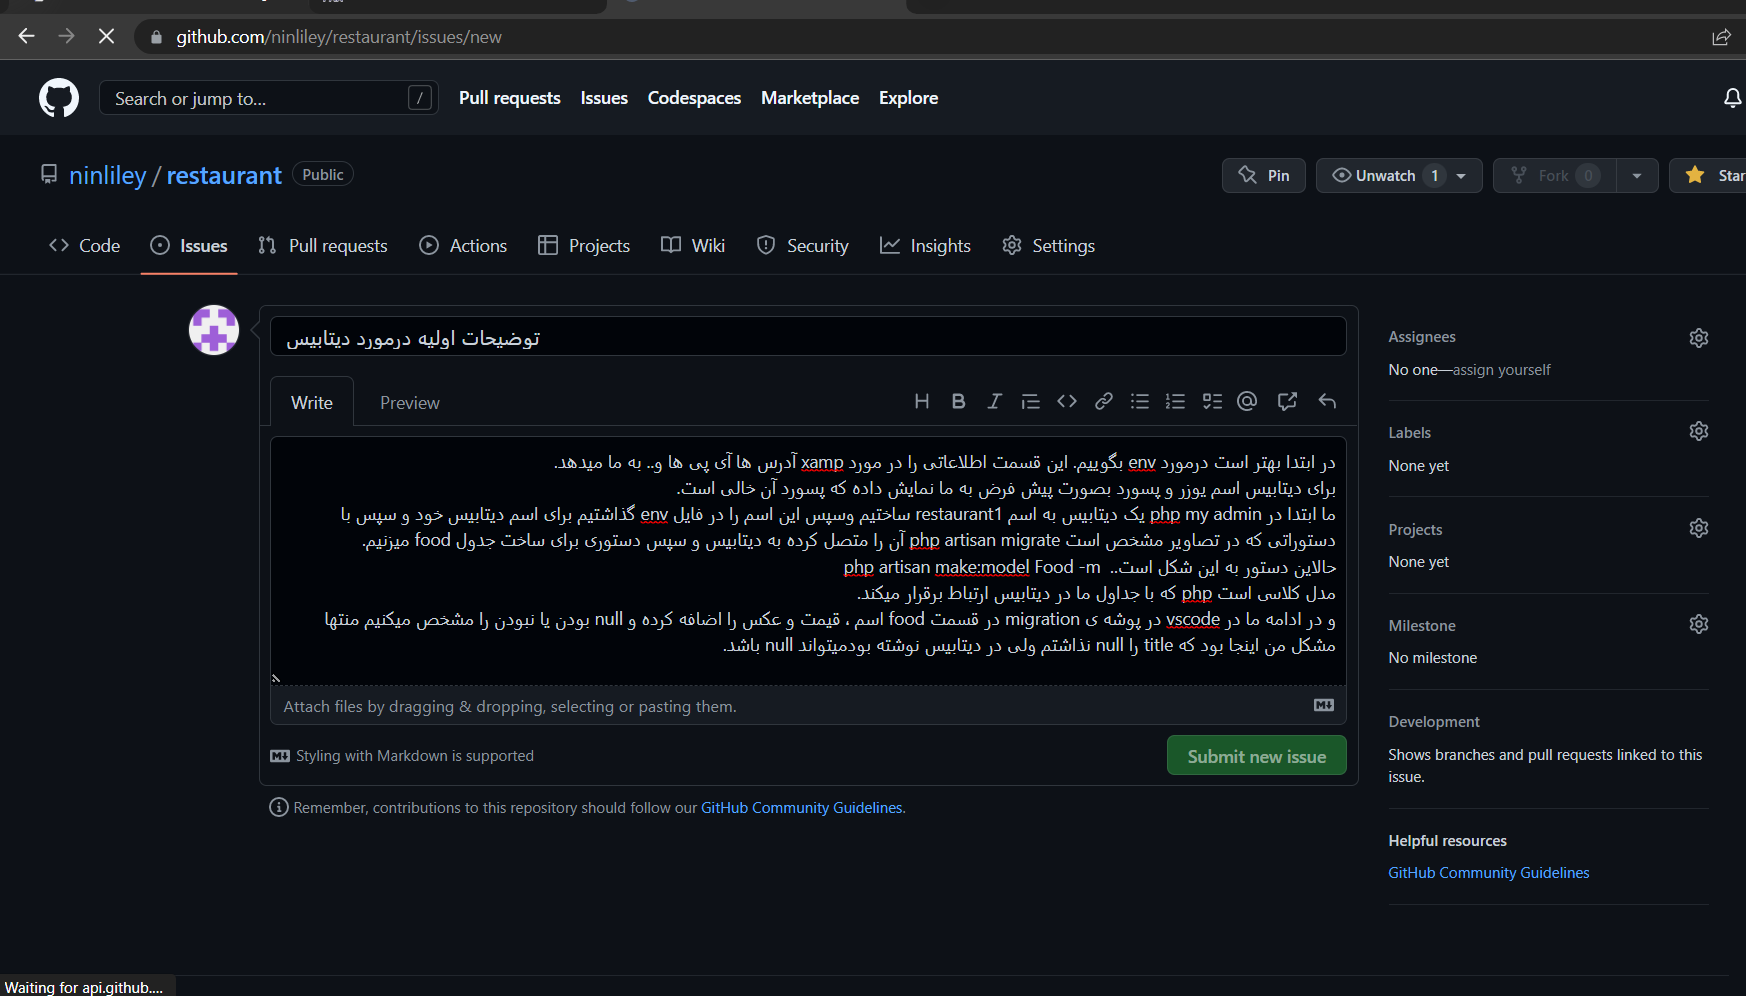 github.com/ninliley/restaurant/issues/new
Search or jump to... /
Pull requests Issues Codespaces Marketplace Explore
ninliley / restaurant Public
Pin Unwatch 1 Fork 0 Star
Code Issues Pull requests Actions Projects Wiki Security Insights Settings
توضیحات اولیه درمورد دیتابیس
Write Preview
در ابتدا بهتر است درمورد env بگوییم. این قسمت اطلاعاتی را در مورد xamp آدرس ها آی پی ها و.. به ما میدهد.
برای دیتابیس اسم یوزر و پسورد بصورت پیش فرض به ما نمایش داده که پسورد آن خالی است.
ما ابتدا در php my admin یک دیتابیس به اسم restaurant1 ساختیم وسپس این اسم را در فایل env گذاشتیم برای اسم دیتابیس خود و سپس با
دستوراتی که در تصاویر مشخص است php artisan migrate آن را متصل کرده به دیتابیس و سپس دستوری برای ساخت جدول food میزنیم.
حالاین دستور به این شکل است.. php artisan make:model Food -m
مدل کلاسی است php که با جداول ما در دیتابیس ارتباط برقرار میکند.
و در ادامه ما در vscode در پوشه ی migration در قسمت food اسم ، قیمت و عکس را اضافه کرده و null بودن یا نبودن را مشخص میکنیم منتها
مشکل من اینجا بود که title را null نذاشتم ولی در دیتابیس نوشته بودمیتواند null باشد.
Attach files by dragging & dropping, selecting or pasting them.
Styling with Markdown is supported
Submit new issue
Remember, contributions to this repository should follow our GitHub Community Guidelines.
Assignees
No one—assign yourself
Labels
None yet
Projects
None yet
Milestone
No milestone
Development
Shows branches and pull requests linked to this
issue.
Helpful resources
GitHub Community Guidelines
Waiting for api.github....